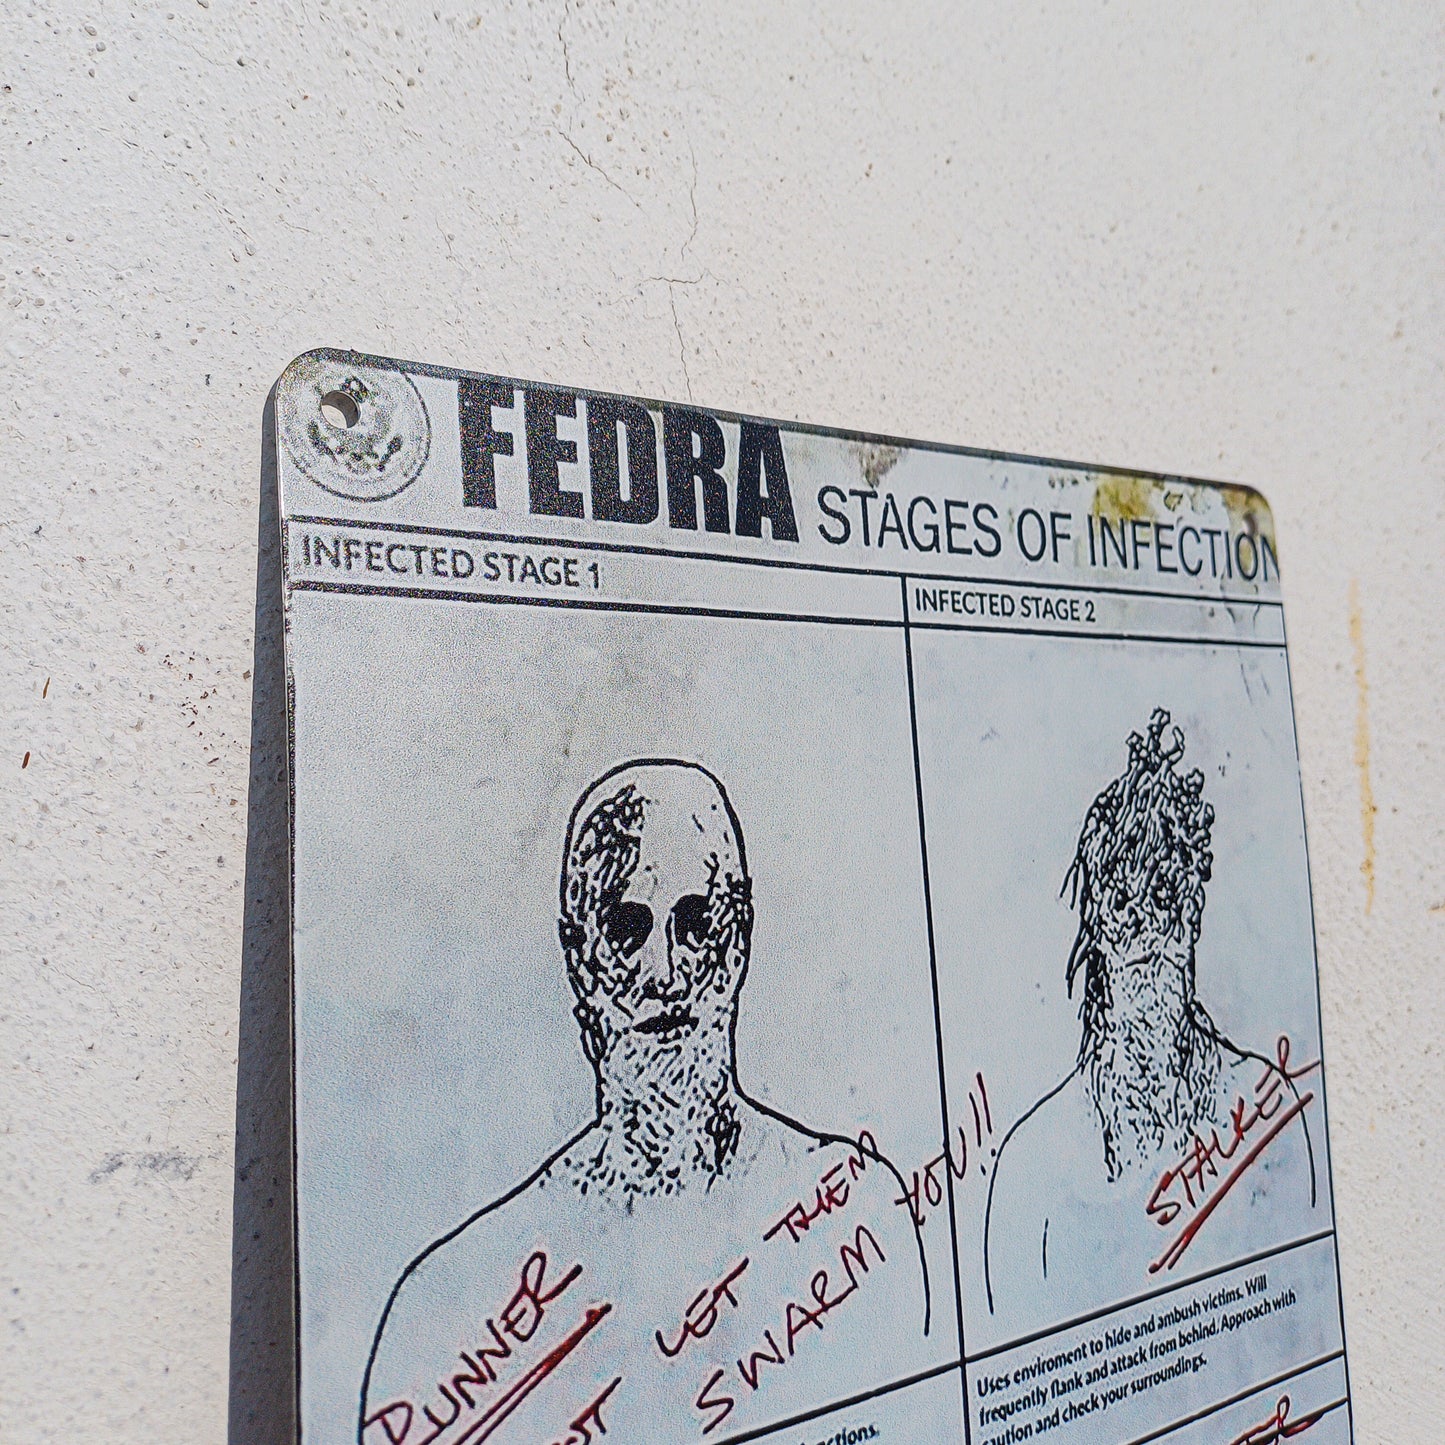 FEDRA STAGES OF INFECTION
INFECTED STAGE 1
INFECTED STAGE 2
RUNNER
LET THEM
SWARM YOU!!
STALKER
Uses enviroment to hide and ambush victims. Will
frequently flank and attack from behind. Approach with
caution and check your surroundings.